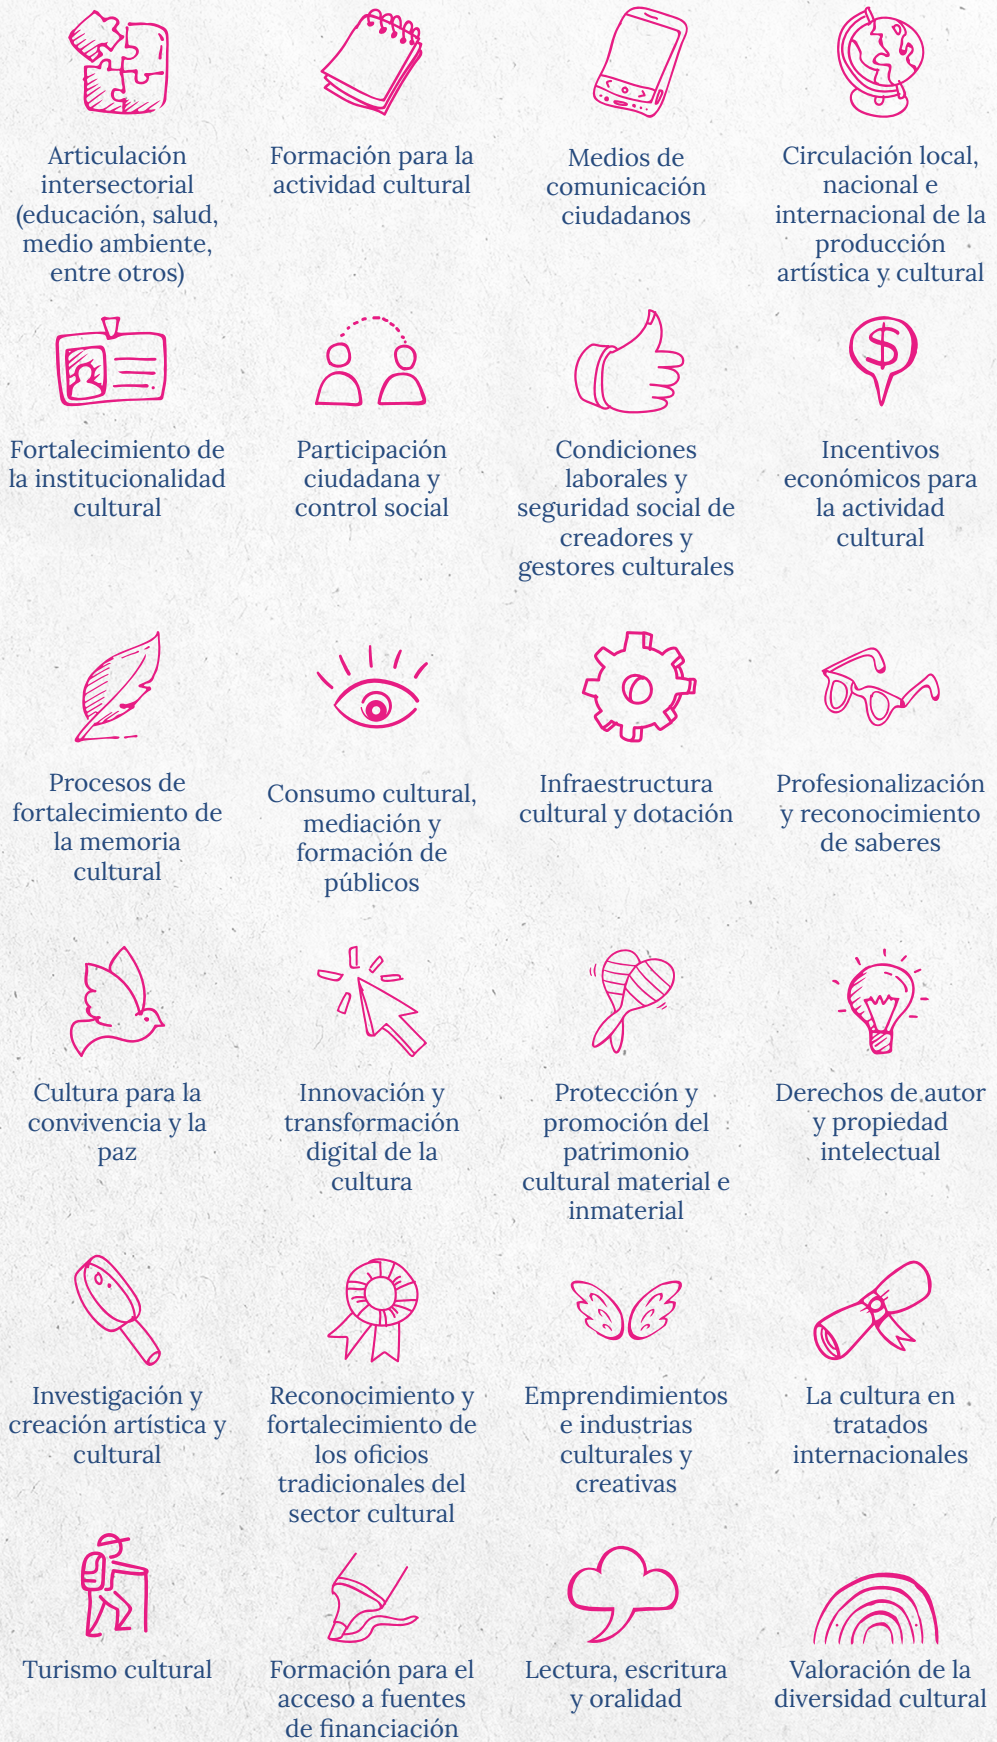 Articulación
intersectorial
(educación, salud,
medio ambiente,
entre otros)
Formación para la
actividad cultural
Medios de
comunicación
ciudadanos
Circulación local,
nacional e
internacional de la
producción
artística y cultural
Fortalecimiento de
la institucionalidad
cultural
Participación
ciudadana y
control social
Condiciones
laborales y
seguridad social de
creadores y
gestores culturales
Incentivos
económicos para
la actividad
cultural
Procesos de
fortalecimiento de
la memoria
cultural
Consumo cultural,
mediación y
formación de
públicos
Infraestructura
cultural y dotación
Profesionalización
y reconocimiento
de saberes
Cultura para la
convivencia y la
paz
Innovación y
transformación
digital de la
cultura
Protección y
promoción del
patrimonio
cultural material e
inmaterial
Derechos de autor
y propiedad
intelectual
Investigación y
creación artística y
cultural
Reconocimiento y
fortalecimiento de
los oficios
tradicionales del
sector cultural
Emprendimientos
e industrias
culturales y
creativas
La cultura en
tratados
internacionales
Turismo cultural
Formación para el
acceso a fuentes
de financiación
Lectura, escritura
y oralidad
Valoración de la
diversidad cultural